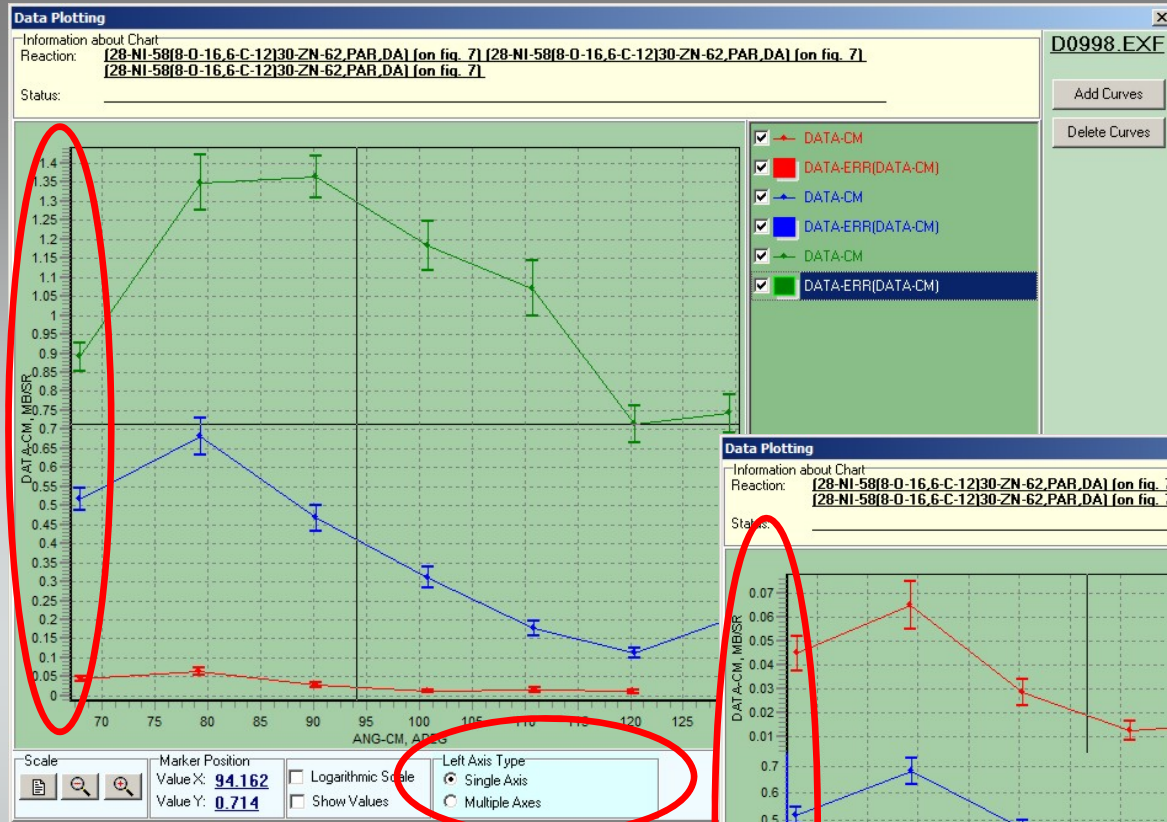 Data Plotting
Information about Chart
Reaction: (28-NI-58(8-O-16,6-C-12)30-ZN-62,PAR,DA) (on fig. 7) (28-NI-58(8-O-16,6-C-12)30-ZN-62,PAR,DA) (on fig. 7)
(28-NI-58(8-O-16,6-C-12)30-ZN-62,PAR,DA) (on fig. 7)
Status:
D0998.EXF
Add Curves
Delete Curves
DATA-CM
DATA-ERR(DATA-CM)
DATA-CM
DATA-ERR(DATA-CM)
DATA-CM
DATA-ERR(DATA-CM)
1.4
1.35
1.3
1.25
1.2
1.15
1.1
1.05
1
0.95
0.9
0.85
0.8
0.75
0.7
0.65
0.6
0.55
0.5
0.45
0.4
0.35
0.3
0.25
0.2
0.15
0.1
0.05
0
DATA-CM, MB/SR
70 75 80 85 90 95 100 105 110 115 120 125
ANG-CM, ADEG
Scale
Marker Position
Value X: 94.162
Value Y: 0.714
Logarithmic Scale
Show Values
Left Axis Type
Single Axis
Multiple Axes
Data Plotting
Information about Chart
Reaction: (28-NI-58(8-O-16,6-C-12)30-ZN-62,PAR,DA) (on fig. 7
(28-NI-58(8-O-16,6-C-12)30-ZN-62,PAR,DA) (on fig. 7
Status:
0.07
0.06
0.05
0.04
0.03
0.02
0.01
DATA-CM, MB/SR
0.7
0.6
0.5